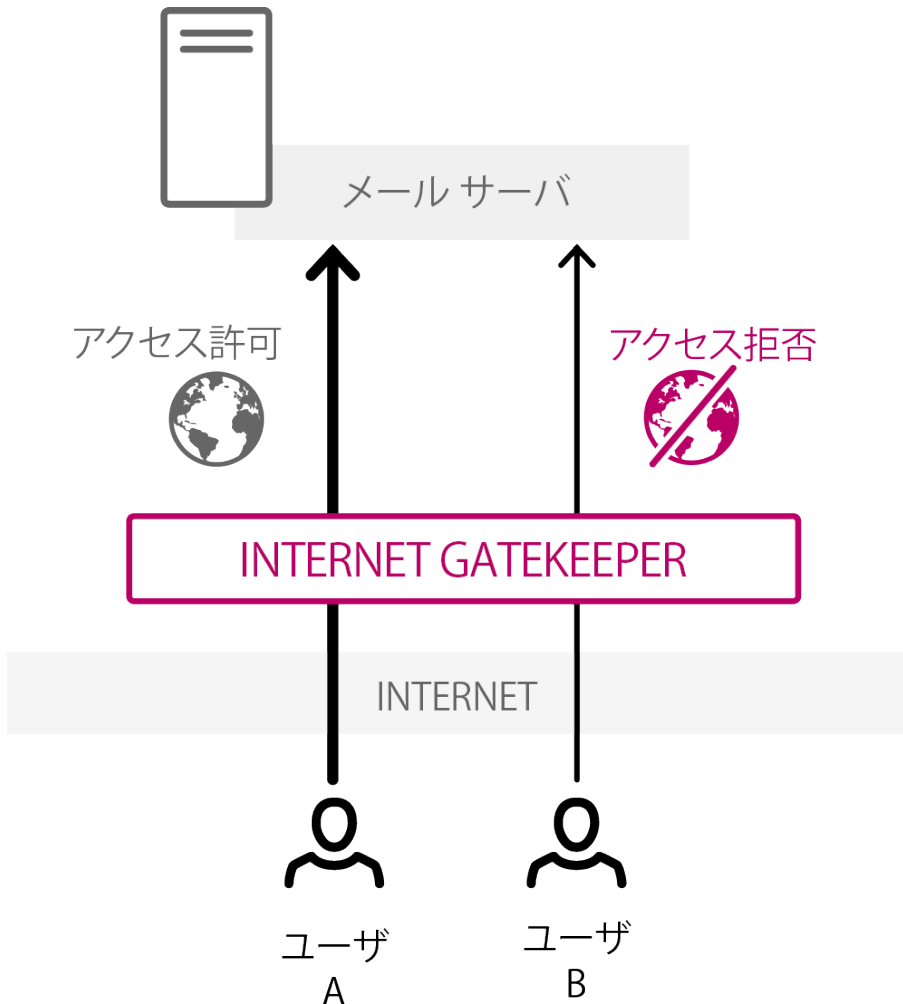 メール サーバ
アクセス許可
アクセス拒否
INTERNET GATEKEEPER
INTERNET
ユーザ
A
ユーザ
B